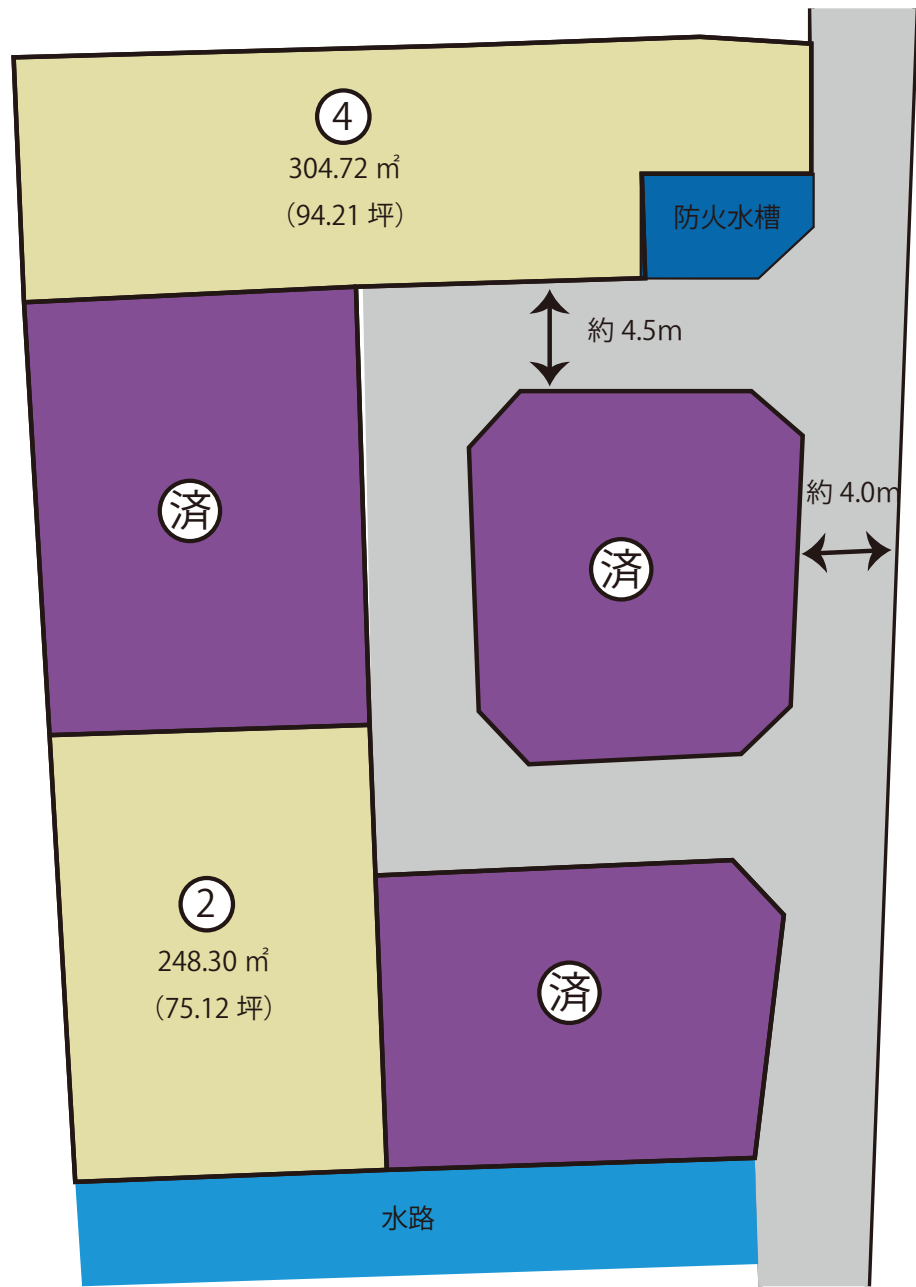 ④
304.72 ㎡
（94.21 坪）
防火水槽
約 4.5m
済
約 4.0m
済
②
248.30 ㎡
（75.12 坪）
済
水路